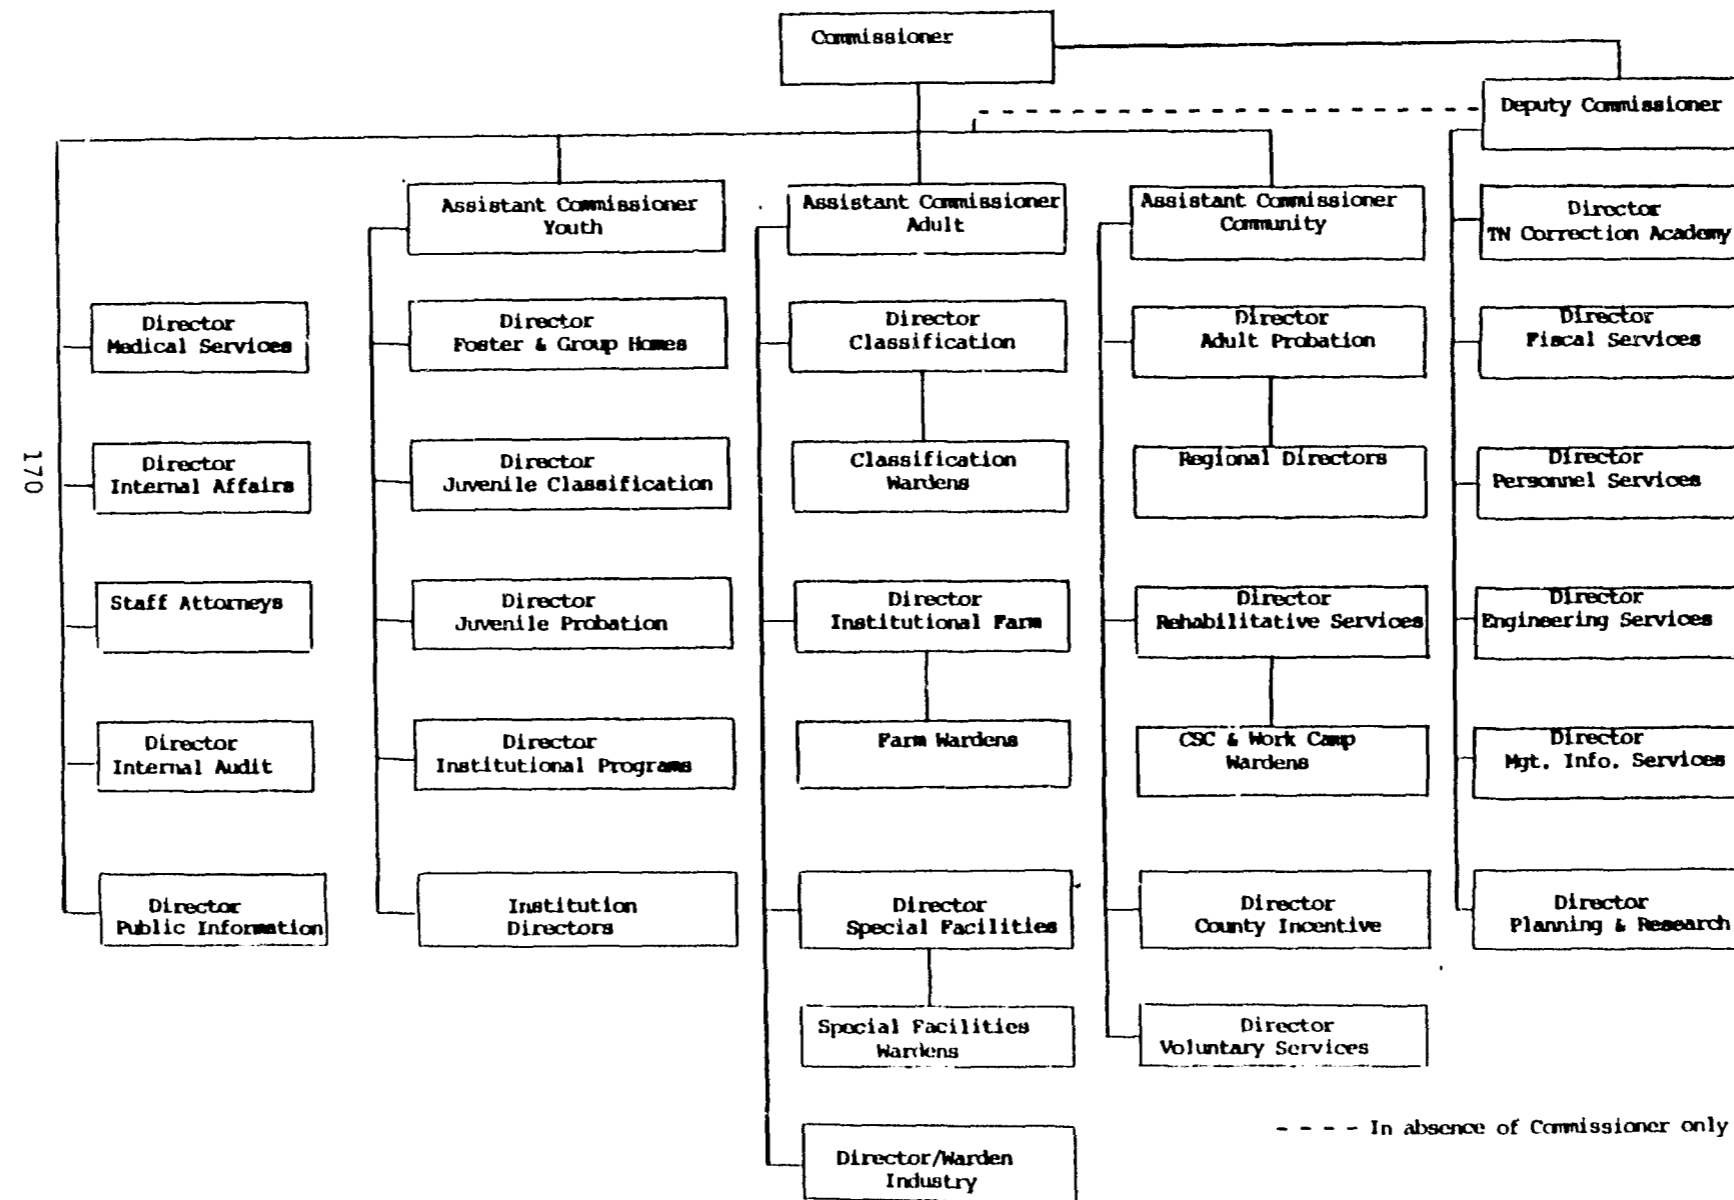 Commissioner
Deputy Commissioner
Assistant Commissioner
Youth
Assistant Commissioner
Adult
Assistant Commissioner
Community
Director
TN Correction Academy
Director
Medical Services
Director
Foster & Group Homes
Director
Classification
Director
Adult Probation
Director
Fiscal Services
170
Director
Internal Affairs
Director
Juvenile Classification
Classification
Wardens
Regional Directors
Director
Personnel Services
Staff Attorneys
Director
Juvenile Probation
Director
Institutional Farm
Director
Rehabilitative Services
Director
Engineering Services
Director
Internal Audit
Director
Institutional Programs
Farm Wardens
CSC & Work Camp
Wardens
Director
Mgt. Info. Services
Director
Public Information
Institution
Directors
Director
Special Facilities
Director
County Incentive
Director
Planning & Research
Special Facilities
Wardens
Director
Voluntary Services
- - - - In absence of Commissioner only
Director/Warden
Industry